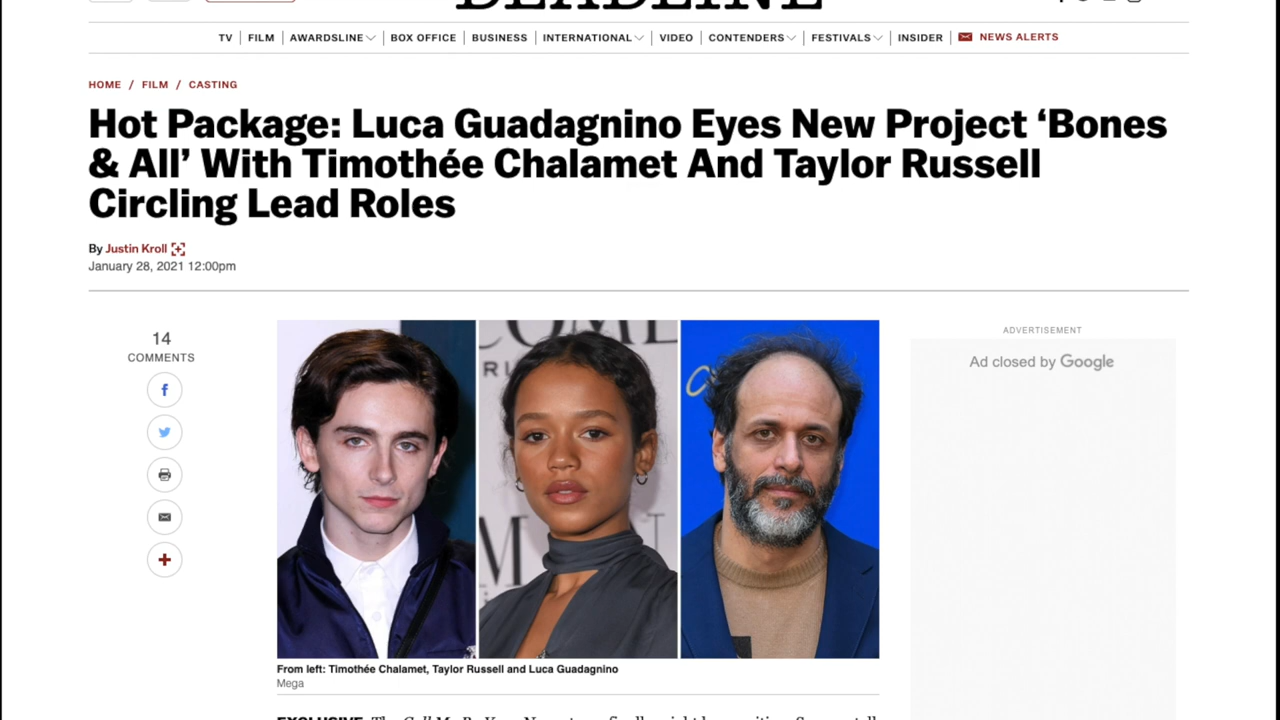 DEADLINE
TV FILM AWARDSLINE BOX OFFICE BUSINESS INTERNATIONAL VIDEO CONTENDERS FESTIVALS INSIDER NEWS ALERTS
HOME / FILM / CASTING
Hot Package: Luca Guadagnino Eyes New Project ‘Bones
& All’ With Timothée Chalamet And Taylor Russell
Circling Lead Roles
By Justin Kroll
January 28, 2021 12:00pm
14
COMMENTS
ADVERTISEMENT
Ad closed by Google
From left: Timothée Chalamet, Taylor Russell and Luca Guadagnino
Mega